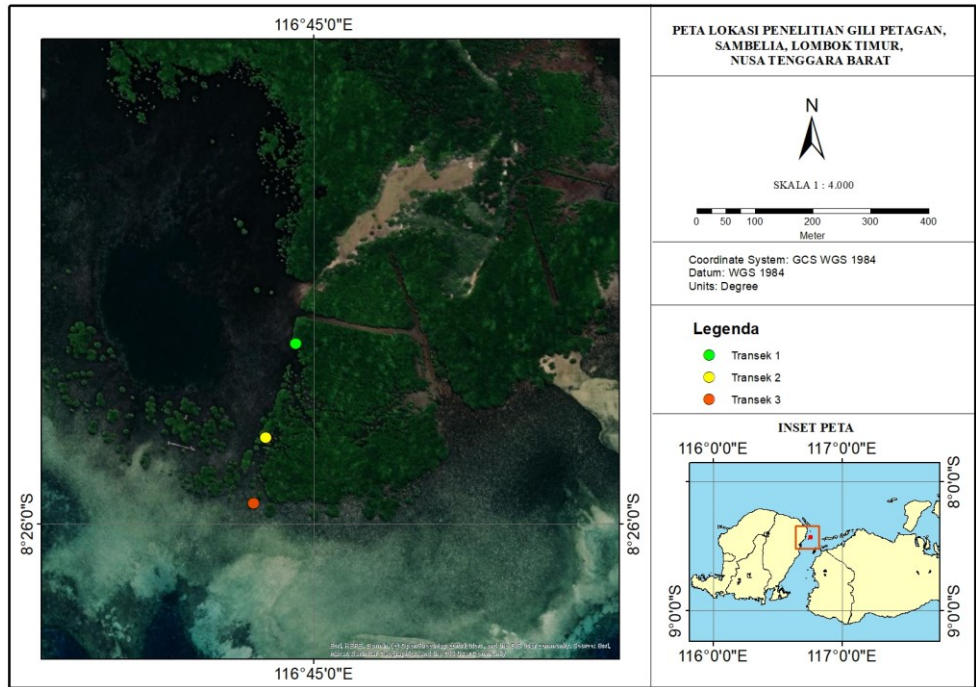 116°45'0"E
8°26'0"S
8°26'0"S
116°45'0"E
PETA LOKASI PENELITIAN GILI PETAGAN,
SAMBELIA, LOMBOK TIMUR,
NUSA TENGGARA BARAT
N
SKALA 1 : 4.000
0 50 100 200 300 400
Meter
Coordinate System: GCS WGS 1984
Datum: WGS 1984
Units: Degree
Legenda
Transek 1
Transek 2
Transek 3
INSET PETA
116°0'0"E 117°0'0"E
8°0'0"S
9°0'0"S
9°0'0"S
116°0'0"E 117°0'0"E